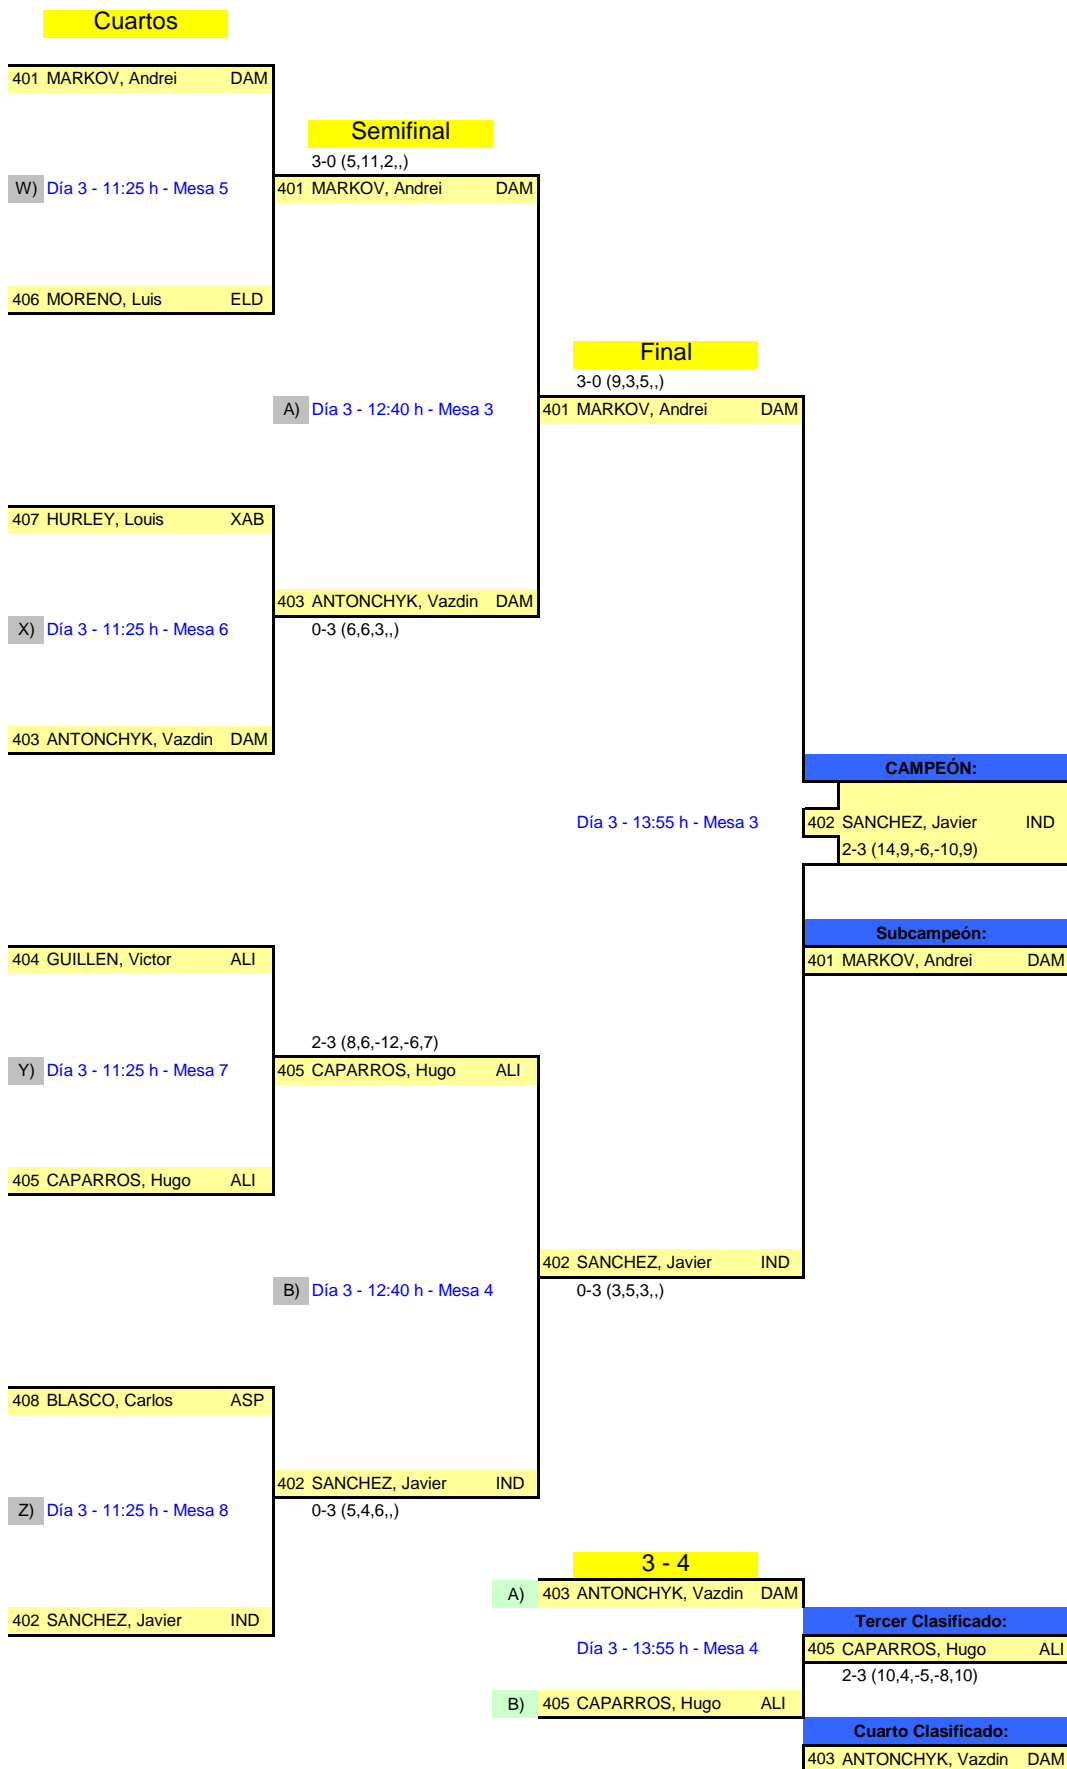 Cuartos
401 MARKOV, Andrei DAM
Semifinal
3-0 (5,11,2,,)
W) Día 3 - 11:25 h - Mesa 5
401 MARKOV, Andrei DAM
406 MORENO, Luis ELD
Final
3-0 (9,3,5,,)
A) Día 3 - 12:40 h - Mesa 3
401 MARKOV, Andrei DAM
407 HURLEY, Louis XAB
403 ANTONCHYK, Vazdin DAM
X) Día 3 - 11:25 h - Mesa 6
0-3 (6,6,3,,)
403 ANTONCHYK, Vazdin DAM
CAMPEÓN:
Día 3 - 13:55 h - Mesa 3
402 SANCHEZ, Javier IND
2-3 (14,9,-6,-10,9)
Subcampeón:
404 GUILLEN, Victor ALI
401 MARKOV, Andrei DAM
2-3 (8,6,-12,-6,7)
Y) Día 3 - 11:25 h - Mesa 7
405 CAPARROS, Hugo ALI
405 CAPARROS, Hugo ALI
402 SANCHEZ, Javier IND
B) Día 3 - 12:40 h - Mesa 4
0-3 (3,5,3,,)
408 BLASCO, Carlos ASP
402 SANCHEZ, Javier IND
Z) Día 3 - 11:25 h - Mesa 8
0-3 (5,4,6,,)
3 - 4
A) 403 ANTONCHYK, Vazdin DAM
402 SANCHEZ, Javier IND
Tercer Clasificado:
Día 3 - 13:55 h - Mesa 4
405 CAPARROS, Hugo ALI
2-3 (10,4,-5,-8,10)
B) 405 CAPARROS, Hugo ALI
Cuarto Clasificado:
403 ANTONCHYK, Vazdin DAM